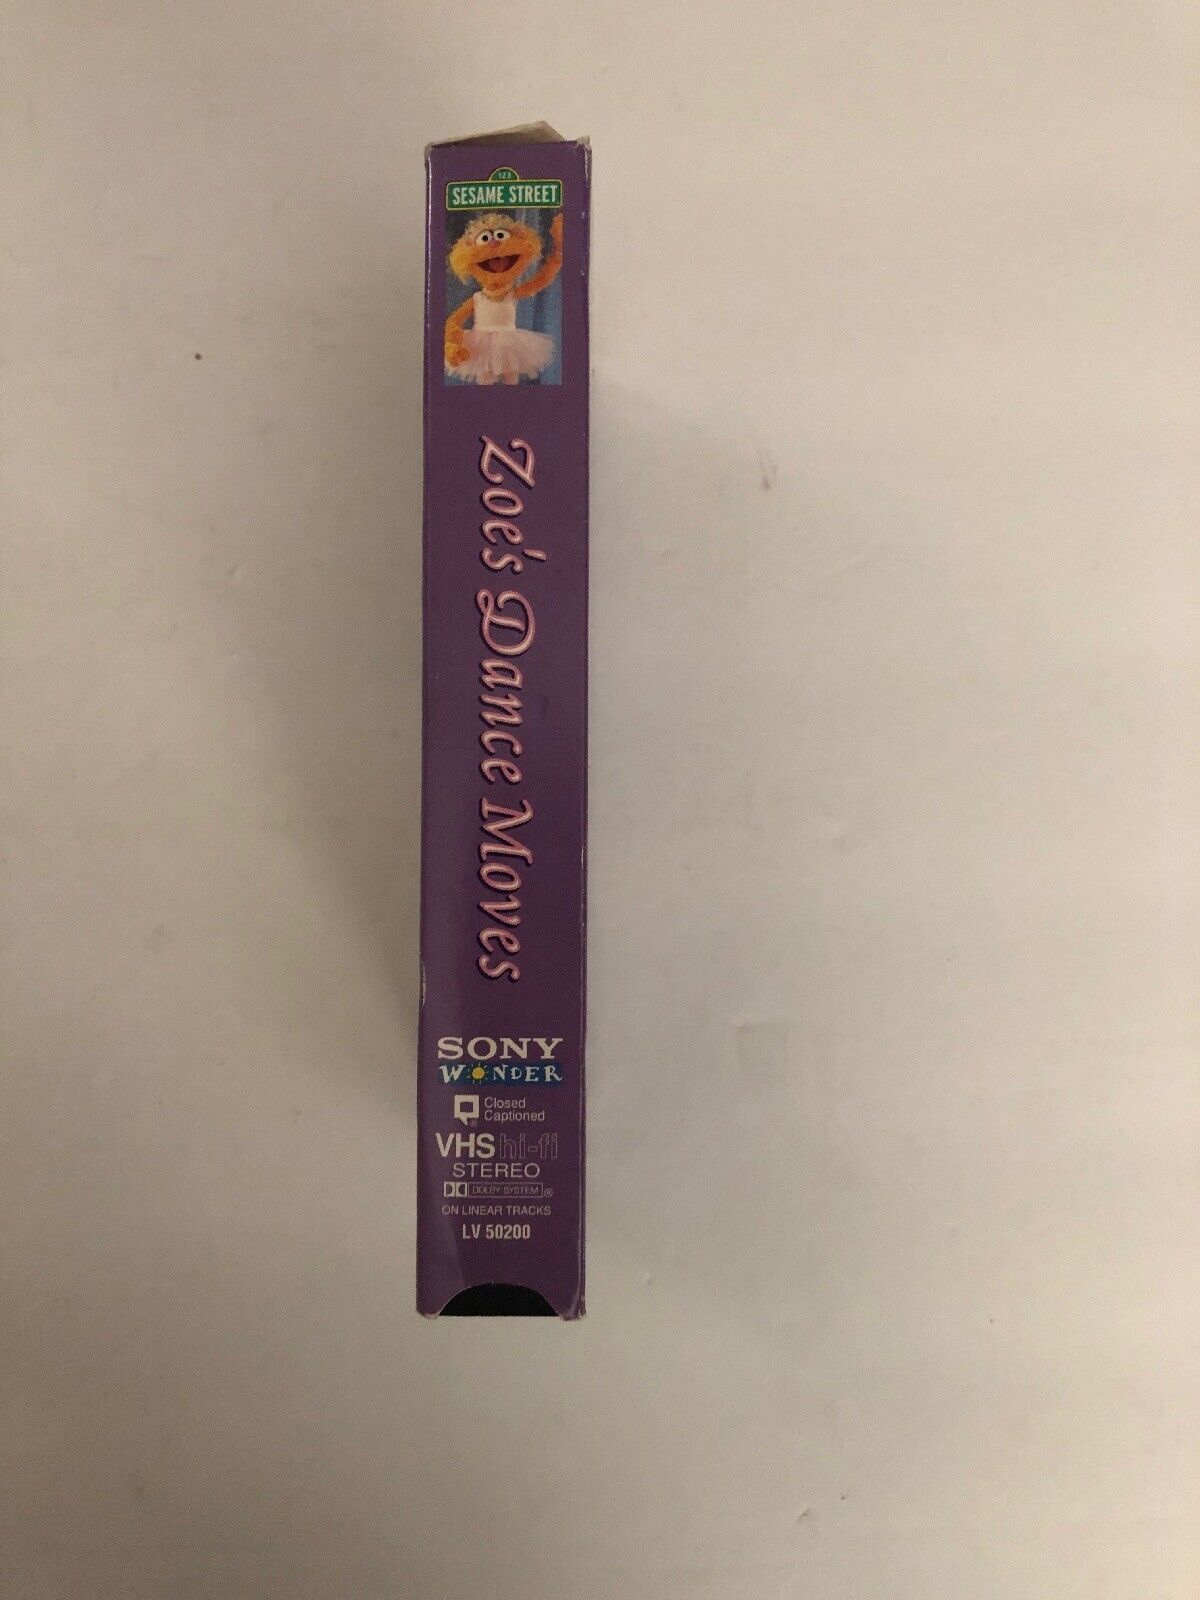 123
SESAME STREET
Zoe's Dance Moves
SONY
WONDER
Closed
Captioned
VHS hi-fi
STEREO
DOLBY SYSTEM ®
ON LINEAR TRACKS
LV 50200